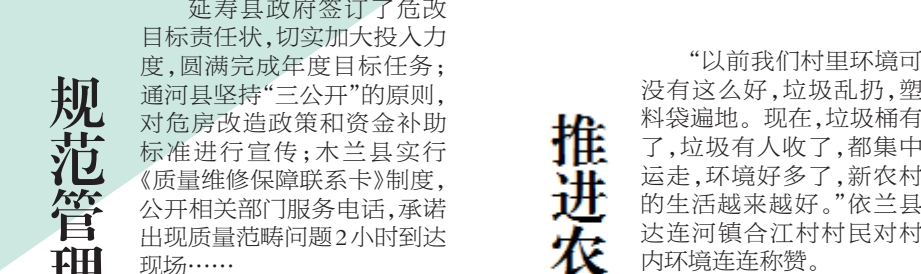 规范管理
延寿县政府签订了危改
目标责任状,切实加大投入力
度,圆满完成年度目标任务;
通河县坚持“三公开”的原则,
对危房改造政策和资金补助
标准进行宣传;木兰县实行
《质量维修保障联系卡》制度,
公开相关部门服务电话,承诺
出现质量范畴问题2小时到达
现场……
推进农
“以前我们村里环境可
没有这么好,垃圾乱扔,塑
料袋遍地。现在,垃圾桶有
了,垃圾有人收了,都集中
运走,环境好多了,新农村
的生活越来越好。”依兰县
达连河镇合江村村民对村
内环境连连称赞。